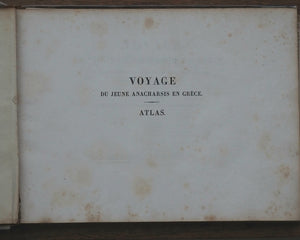 VOYAGE
DU JEUNE ANACHARSIS EN GRÈCE.
ATLAS.